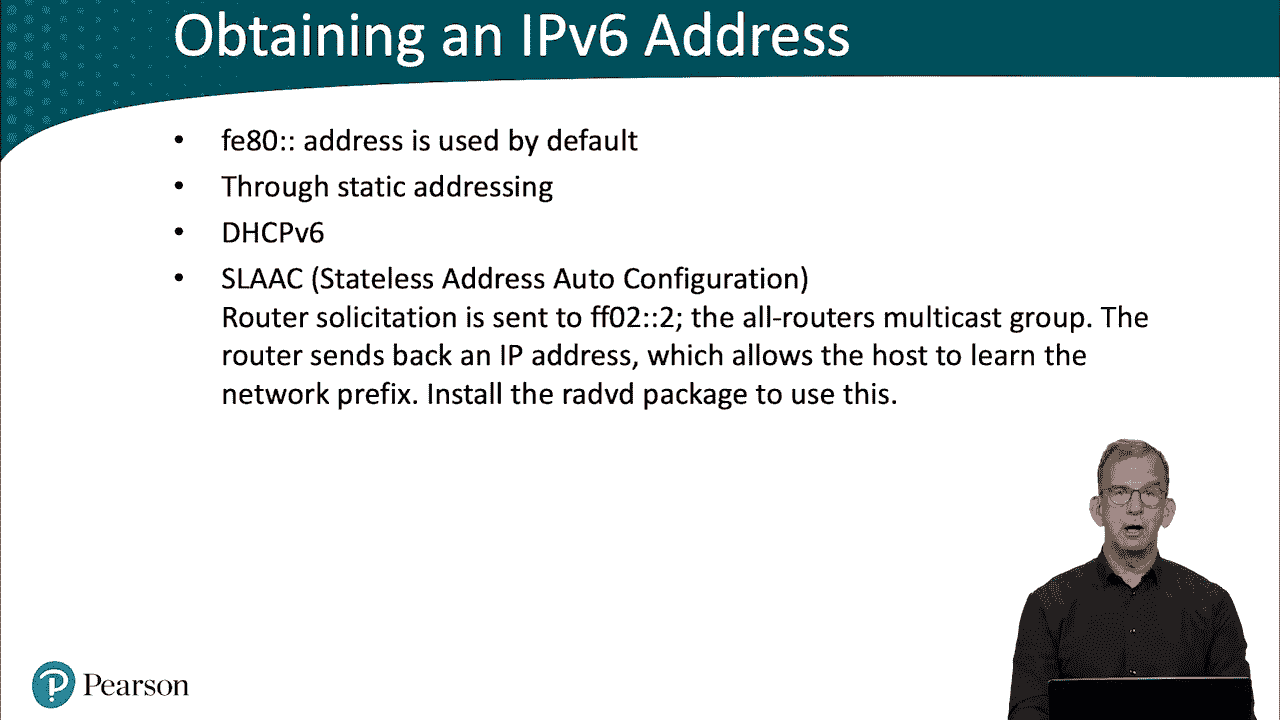 Obtaining an IPv6 Address
• fe80:: address is used by default
• Through static addressing
• DHCPv6
• SLAAC (Stateless Address Auto Configuration)
Router solicitation is sent to ff02::2; the all-routers multicast group. The
router sends back an IP address, which allows the host to learn the
network prefix. Install the radvd package to use this.
Pearson